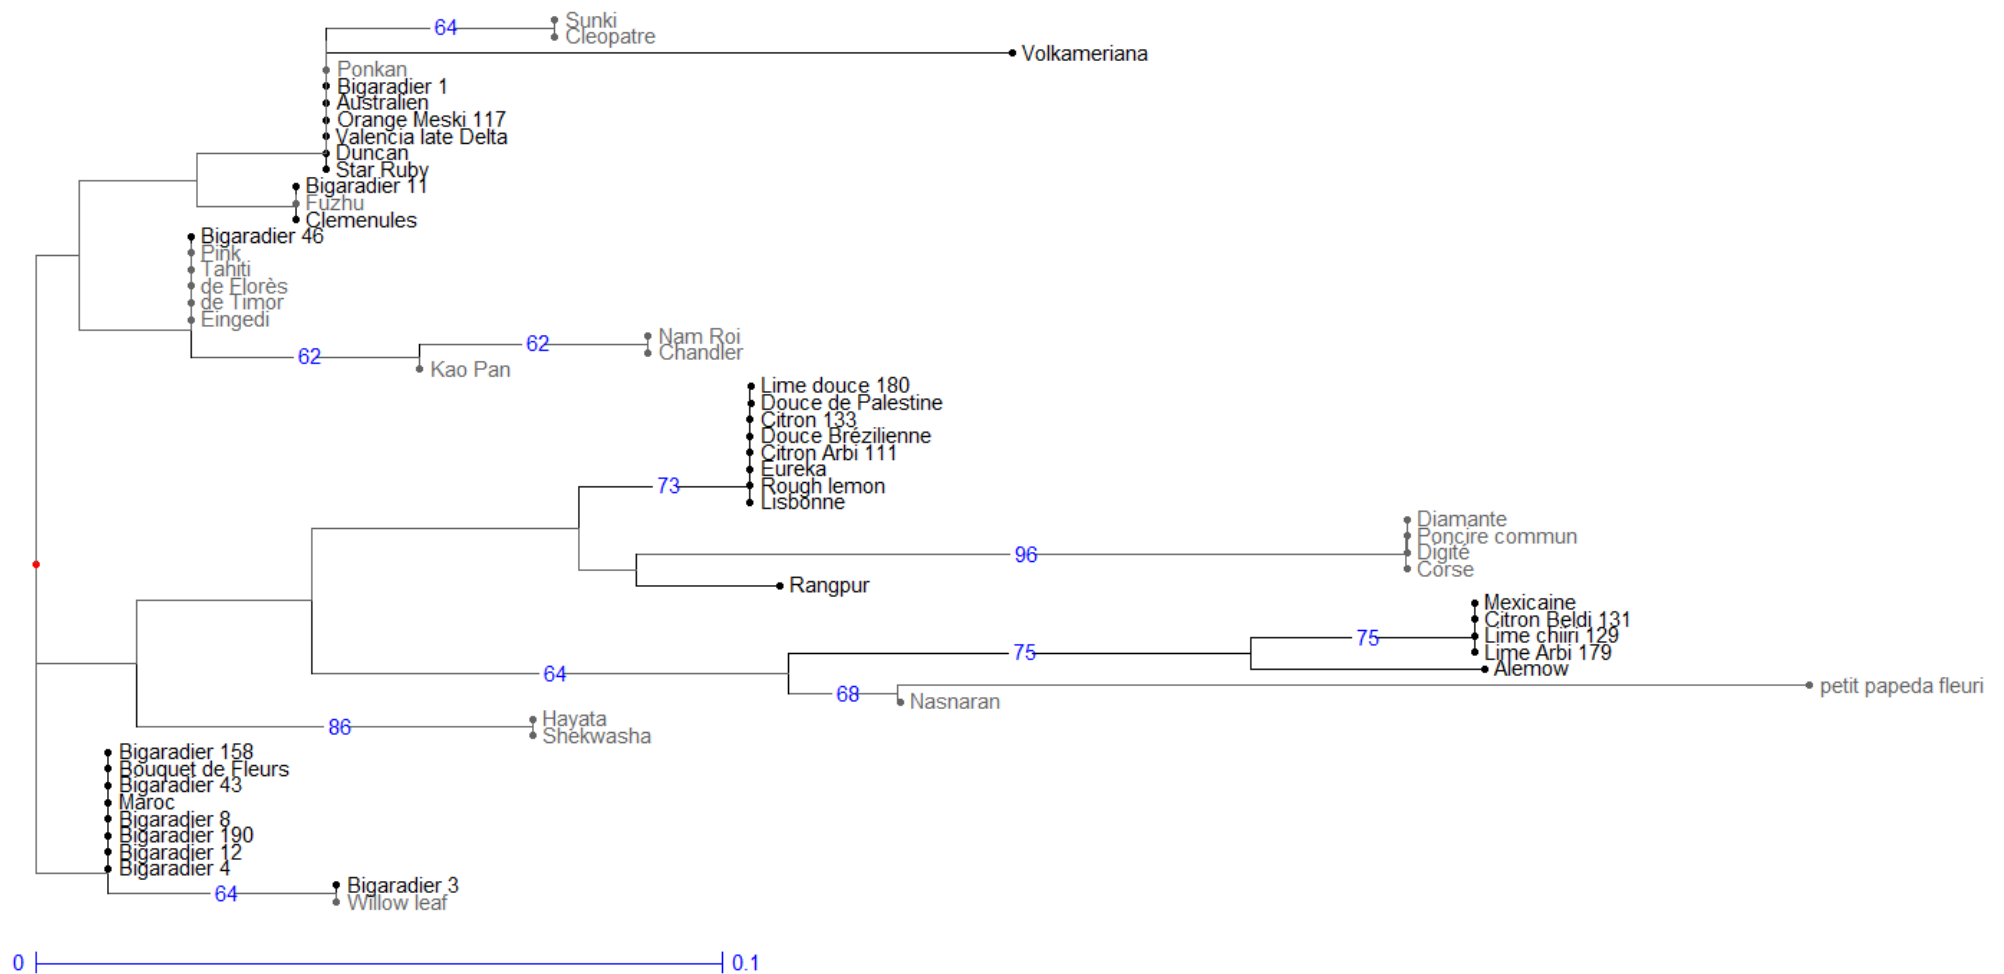 64
Sunki
Cleopatre
Volkameriana
Ponkan
Bigaradier 1
Australien
Orange Meski 117
Valencia late Delta
Duncan
Star Ruby
Bigaradier 11
Fuzhu
Clemenules
Bigaradier 46
Pink
Tahiti
de Florès
de Timor
Eingedi
62
62
Nam Roi
Chandler
Kao Pan
Lime douce 180
Douce de Palestine
Citron 133
Douce Brézilienne
Citron Arbi 111
Eureka
73
Rough lemon
Lisbonne
Diamante
Poncire commun
96
Digité
Corse
Rangpur
Mexicaine
Citron Beldi 131
75
75
Lime chiiri 129
Lime Arbi 179
Alemow
64
68
petit papeda fleuri
Nasnaran
86
Hayata
Shekwasha
Bigaradier 158
Bouquet de Fleurs
Bigaradier 43
Maroc
Bigaradier 8
Bigaradier 190
Bigaradier 12
Bigaradier 4
64
Bigaradier 3
Willow leaf
0 0.1